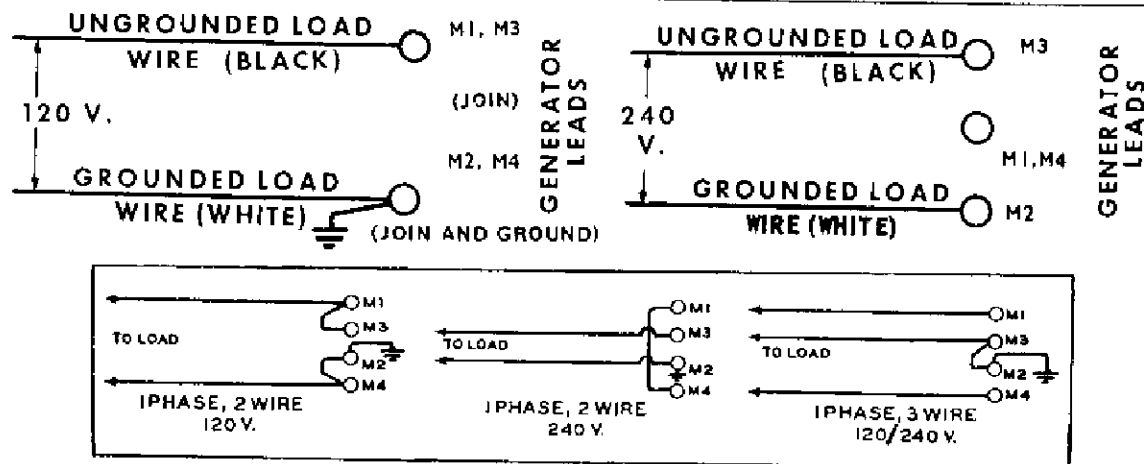 UNGROUNDED LOAD
WIRE (BLACK)
120 V.
GROUNDED LOAD
WIRE (WHITE)
M1, M3
(JOIN)
M2, M4
(JOIN AND GROUND)
GENERATOR
LEADS
UNGROUNDED LOAD
WIRE (BLACK)
240
V.
GROUNDED LOAD
WIRE (WHITE)
M3
M1,M4
M2
GENERATOR
LEADS
TO LOAD
M1
M3
M2
M4
1 PHASE, 2 WIRE
120 V.
TO LOAD
M1
M3
M2
M4
1 PHASE, 2 WIRE
240 V.
TO LOAD
M1
M3
M2
M4
1 PHASE, 3 WIRE
120/240 V.